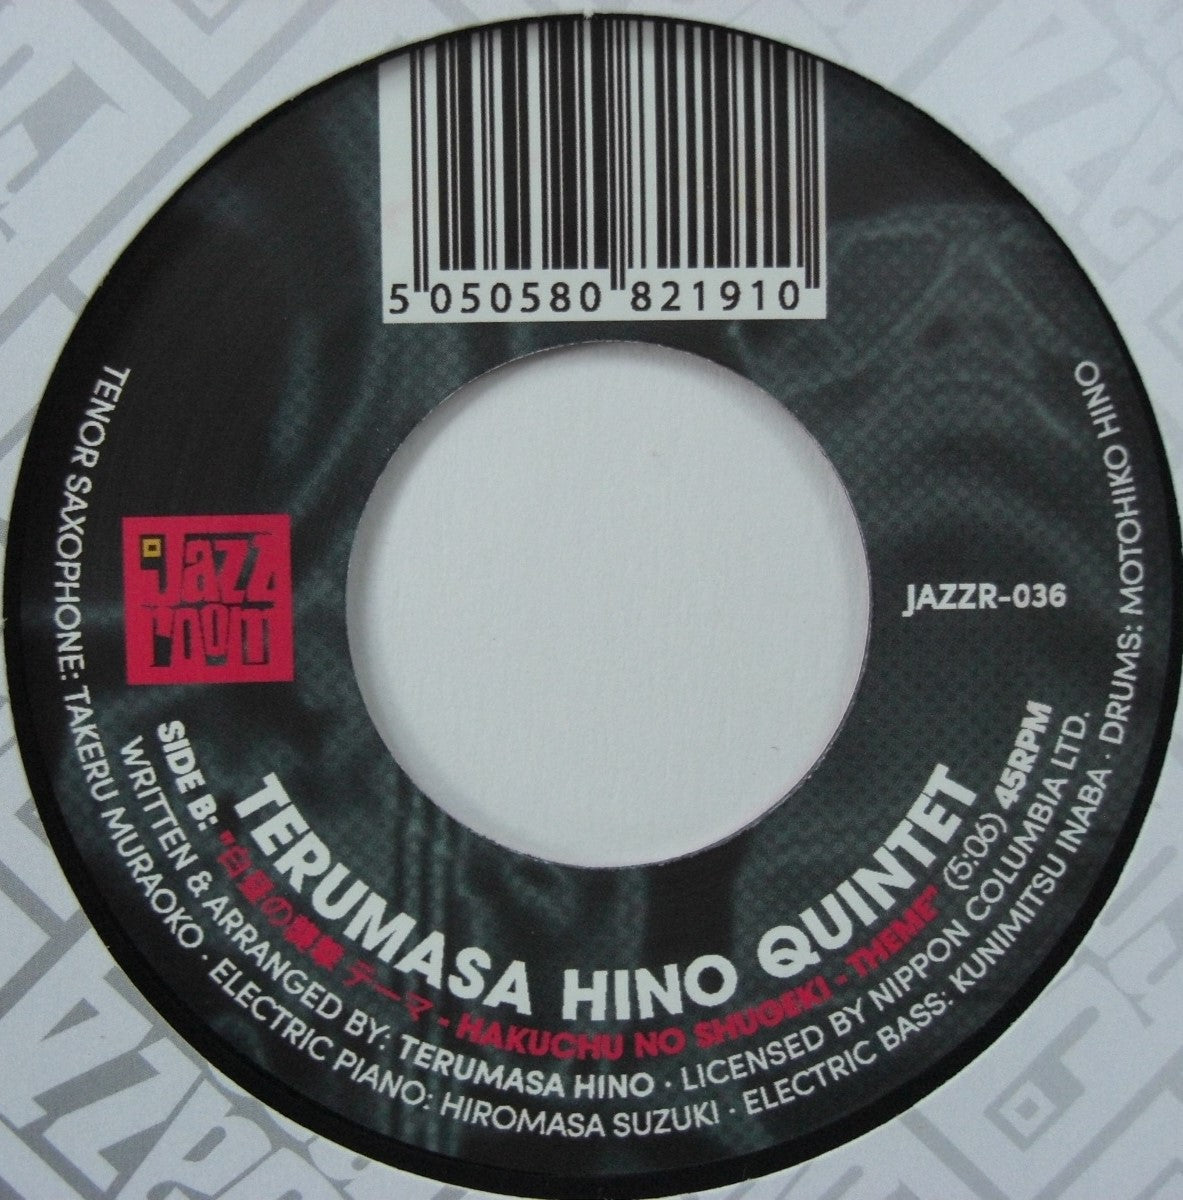 5 050580 821910
Jazz
room
JAZZR-036
TERUMASA HINO QUINTET
SIDE B: "白昼の襲撃 テーマ - HAKUCHU NO SHUGEKI - THEME" (5:06) 45RPM
WRITTEN & ARRANGED BY: TERUMASA HINO · LICENSED BY NIPPON COLUMBIA LTD.
TENOR SAXOPHONE: TAKERU MURAOKO · ELECTRIC PIANO: HIROMASA SUZUKI · ELECTRIC BASS: KUNIMITSU INABA · DRUMS: MOTOHIKO HINO